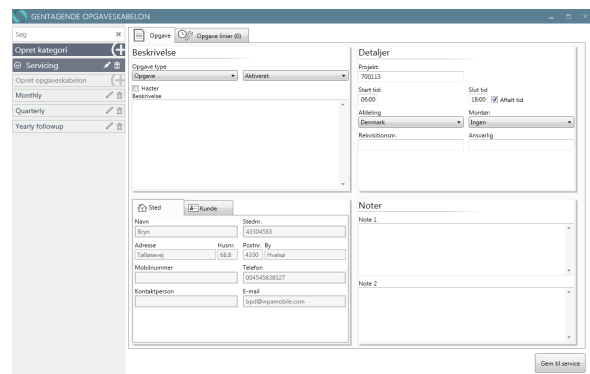 GENTAGENDE OPGAVESKABELON
Søg
Opret kategori
Servicing
Opret opgaveskabelon
Monthly
Quarterly
Yearly followup
Opgave
Opgave linier (0)
Beskrivelse
Opgave type
Opgave
Aktiveret
Haster
Beskrivelse
Detaljer
Projekt:
700113
Start tid:
Slut tid
06:00
18:00
Aftalt tid
Afdeling
Montør:
Denmark
Ingen
Rekvisitionsnr.
Ansvarlig
Sted
Kunde
Navn
Stednr.
Bryn
43304583
Adresse
Husnr.
Postnr.
By
Tølløsevej
68,8
4330
Hvalsø
Mobilnummer
Telefon
004545838527
Kontaktperson
E-mail
bpd@wpamobile.com
Noter
Note 1
Note 2
Gem til service